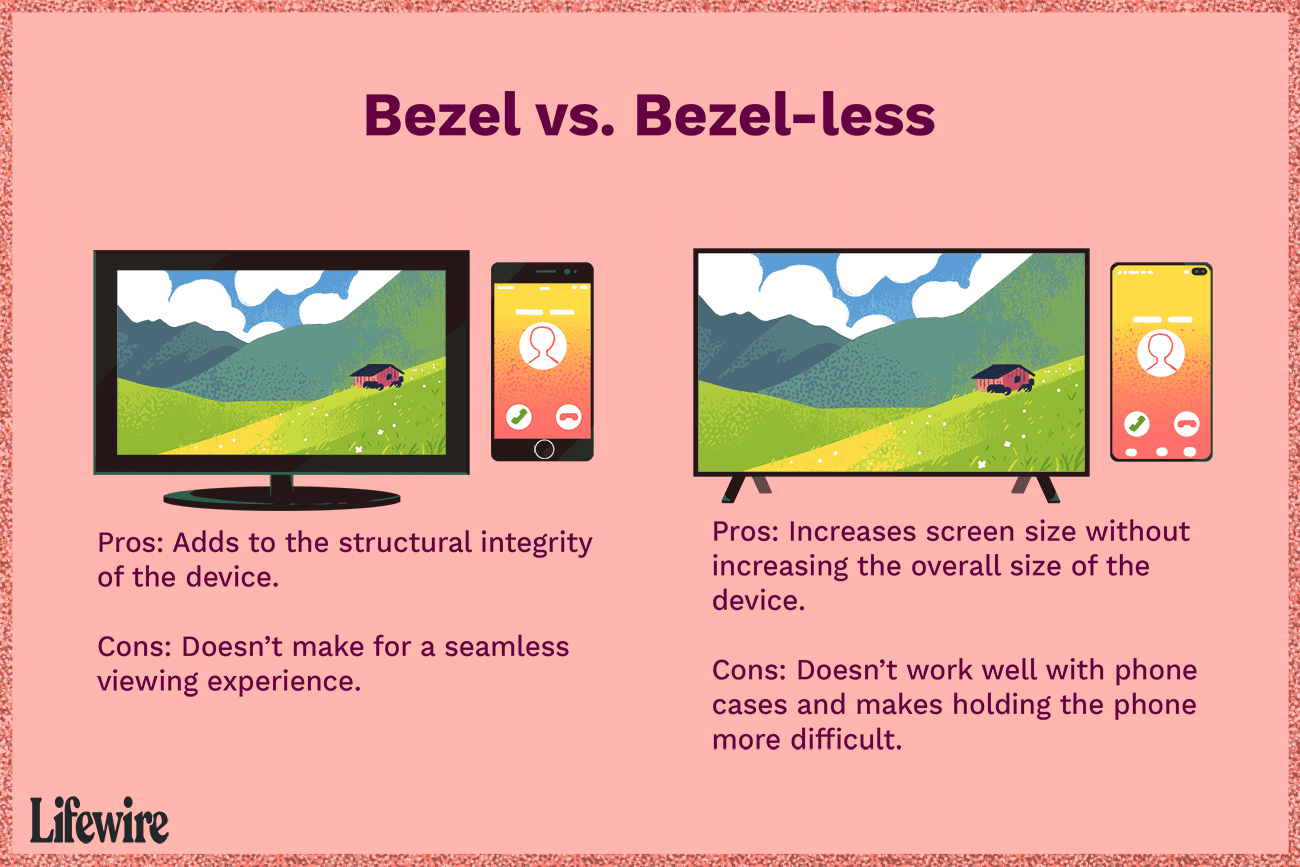 Bezel vs. Bezel-less
Pros: Adds to the structural integrity
of the device.
Cons: Doesn’t make for a seamless
viewing experience.
Pros: Increases screen size without
increasing the overall size of the
device.
Cons: Doesn’t work well with phone
cases and makes holding the phone
more difficult.
Lifewire